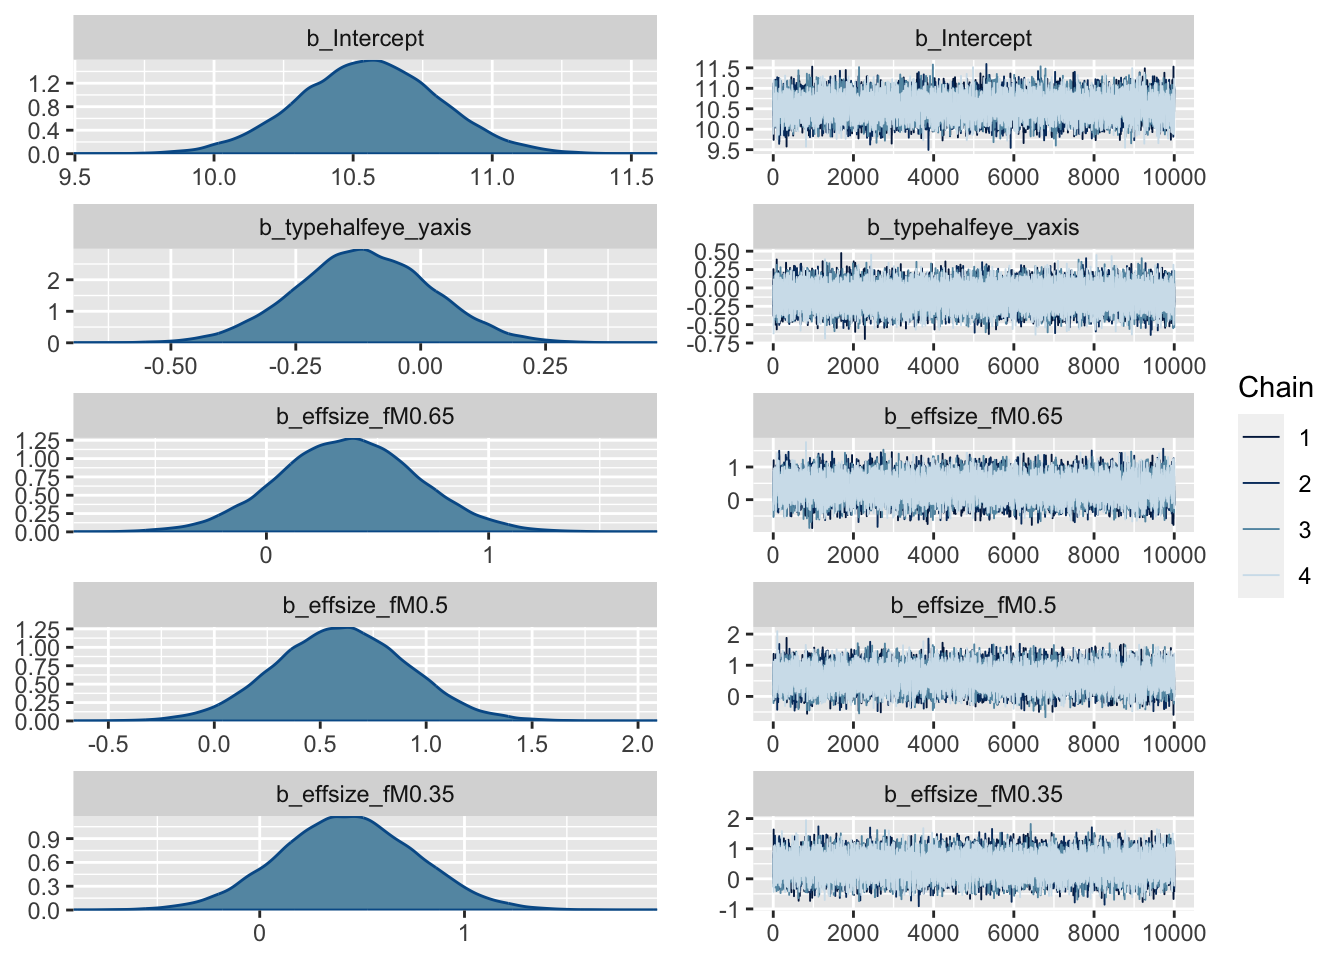 b_Intercept
1.2
0.8
0.4
0.0
9.5 10.0 10.5 11.0 11.5
b_Intercept
11.5
11.0
10.5
10.0
9.5
0 2000 4000 6000 8000 10000
b_typehalfeye_yaxis
2
1
0
-0.50 -0.25 0.00 0.25
b_typehalfeye_yaxis
0.50
0.25
0.00
-0.25
-0.50
-0.75
0 2000 4000 6000 8000 10000
b_effsize_fM0.65
1.25
1.00
0.75
0.50
0.25
0.00
0 1
b_effsize_fM0.65
1
0
0 2000 4000 6000 8000 10000
b_effsize_fM0.5
1.25
1.00
0.75
0.50
0.25
0.00
-0.5 0.0 0.5 1.0 1.5 2.0
b_effsize_fM0.5
2
1
0
0 2000 4000 6000 8000 10000
b_effsize_fM0.35
0.9
0.6
0.3
0.0
0 1
b_effsize_fM0.35
2
1
0
-1
0 2000 4000 6000 8000 10000
Chain
1
2
3
4